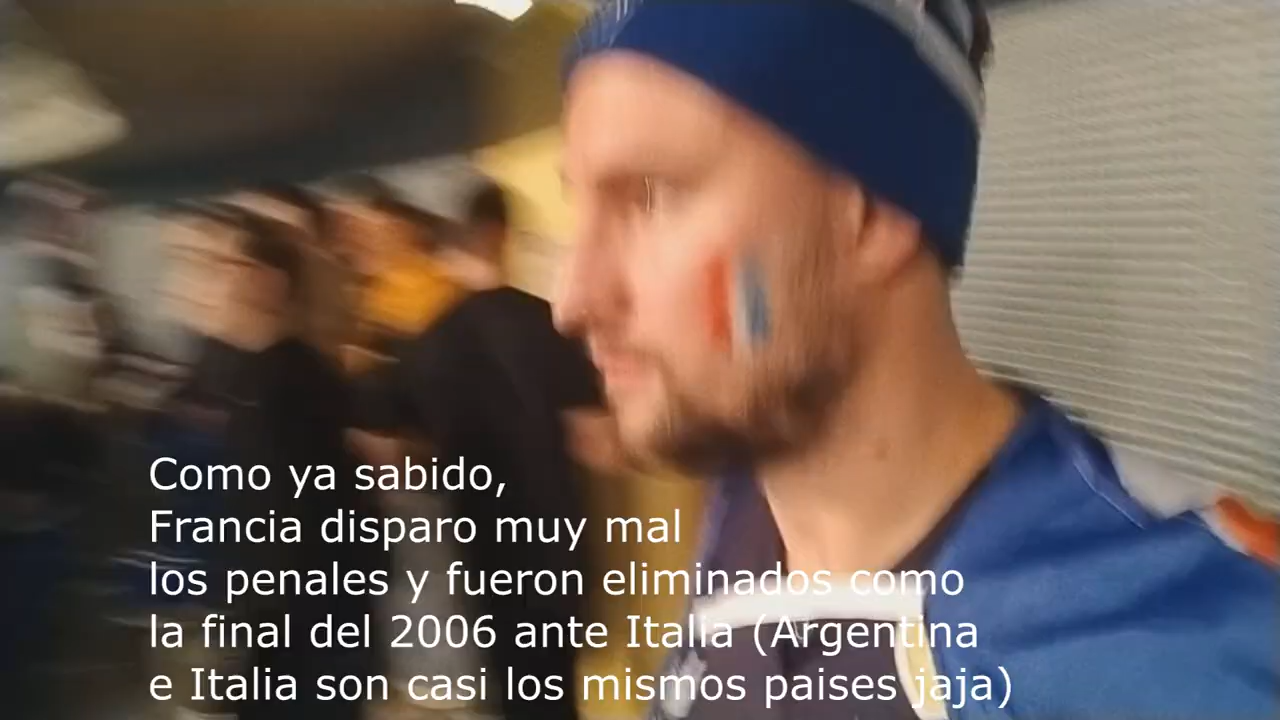 Como ya sabido,
Francia disparo muy mal
los penales y fueron eliminados como
la final del 2006 ante Italia (Argentina
e Italia son casi los mismos paises jaja)